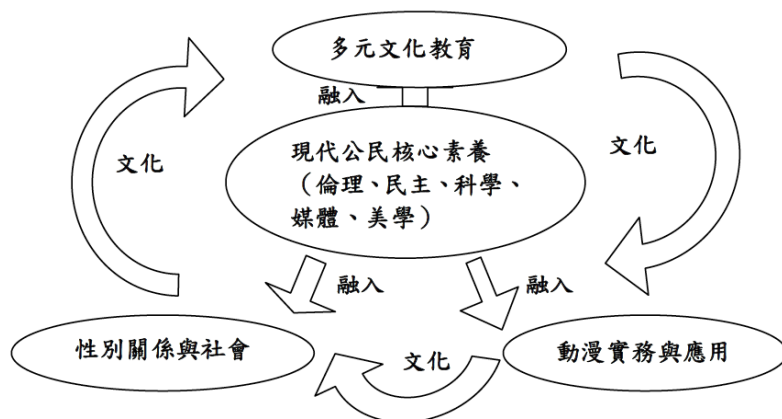 多元文化教育
融入
文化
現代公民核心素養
（倫理、民主、科學、
媒體、美學）
文化
融入
融入
性別關係與社會
文化
動漫實務與應用